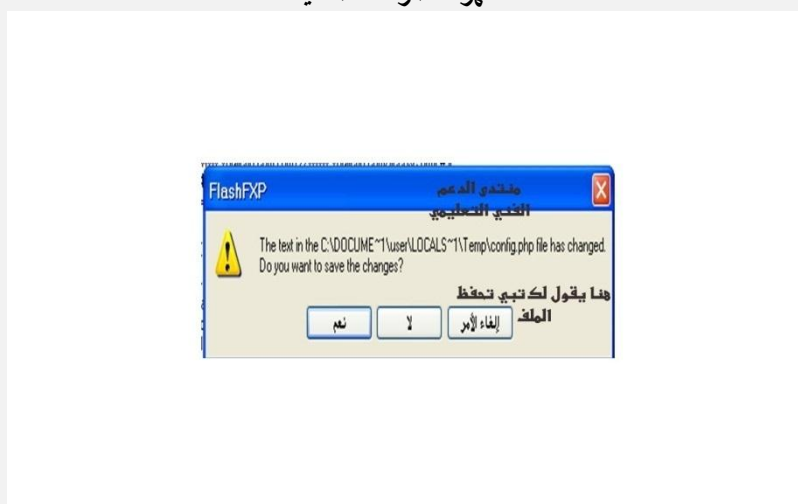 FlashFXP
منتدى الدعم
الفني التعليمي
The text in the C:\DOCUME~1\user\LOCALS~1\Temp\config.php file has changed.
Do you want to save the changes?
هنا يقول لك تبي تحفظ
الملف
إلغاء الأمر
لا
نعم